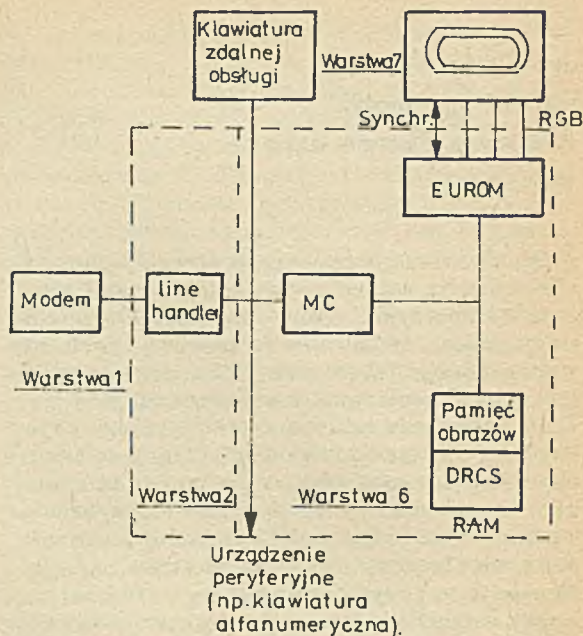 Klawiatura
zdalnej
obsługi
Warstwa7
Synchr.
RGB
EUROM
Modem
line
handler
MC
Warstwa1
Pamięć
obrazów
DRCS
Warstwa2
Warstwa 6
RAM
Urządzenie
peryferyjne
(np.klawiatura
alfanumeryczna).